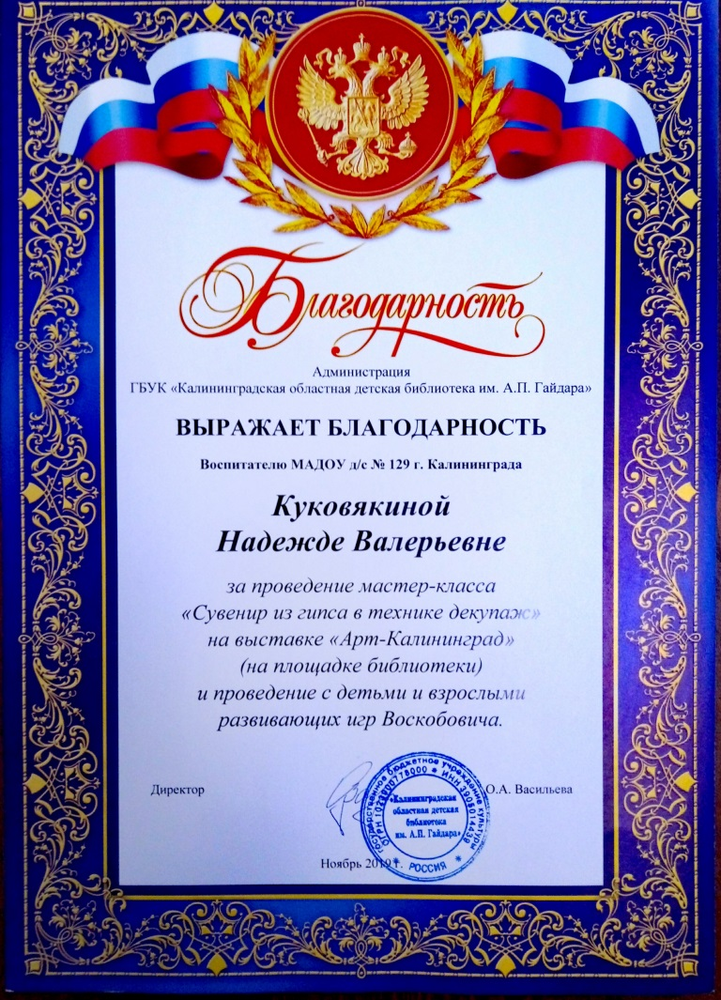 Благодарность
Администрация
ГБУК «Калининградская областная детская библиотека им. А.П. Гайдара»
ВЫРАЖАЕТ БЛАГОДАРНОСТЬ
Воспитателю МАДОУ д/с № 129 г. Калининграда
Куковякиной
Надежде Валерьевне
за проведение мастер-класса
«Сувенир из гипса в технике декупаж»
на выставке «Арт-Калининград»
(на площадке библиотеки)
и проведение с детьми и взрослыми
развивающих игр Воскобовича.
Директор
О.А. Васильева
государственное бюджетное учреждение культуры
ИНН 3905014439
«Калининградская
областная детская
библиотека
им. А.П. Гайдара»
РОССИЯ
Ноябрь 2019 г.